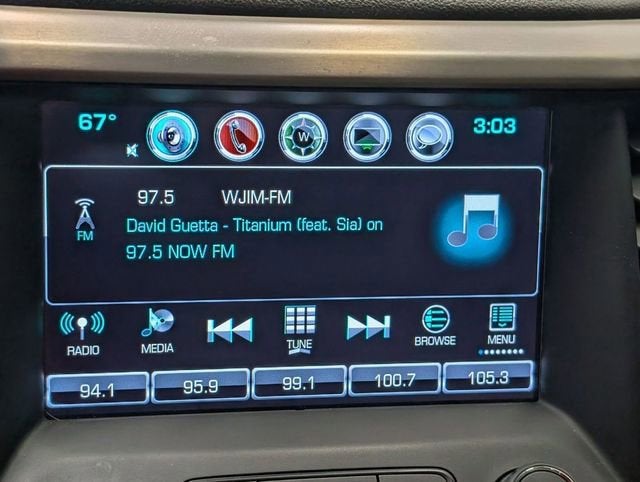 67° 3:03
W
97.5 WJIM-FM
David Guetta - Titanium (feat. Sia) on
97.5 NOW FM
FM
RADIO MEDIA TUNE BROWSE MENU
94.1 95.9 99.1 100.7 105.3